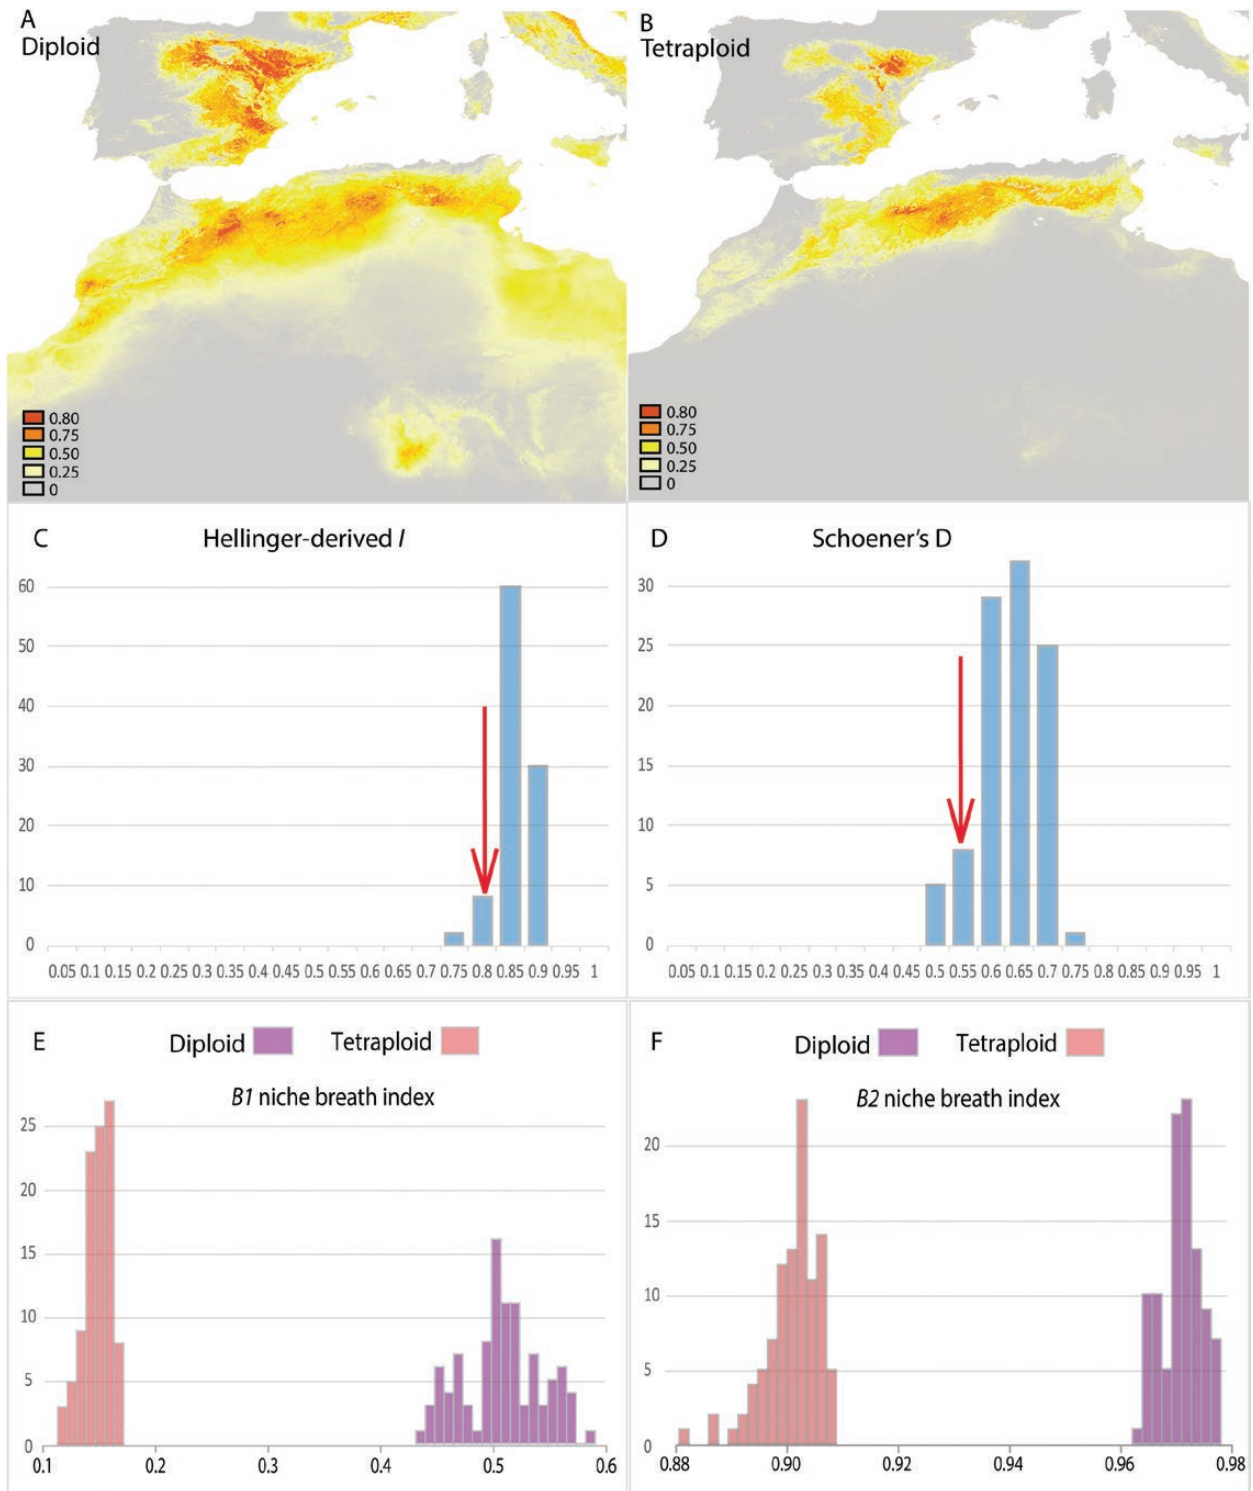 A
Diploid
0.80
0.75
0.50
0.25
0
B
Tetraploid
0.80
0.75
0.50
0.25
0
C
Hellinger-derived I
60
50
40
30
20
10
0
0.05 0.1 0.15 0.2 0.25 0.3 0.35 0.4 0.45 0.5 0.55 0.6 0.65 0.7 0.75 0.8 0.85 0.9 0.95 1
D
Schoener's D
30
25
20
15
10
5
0
0.05 0.1 0.15 0.2 0.25 0.3 0.35 0.4 0.45 0.5 0.55 0.6 0.65 0.7 0.75 0.8 0.85 0.9 0.95 1
E
Diploid Tetraploid
B1 niche breath index
25
20
15
10
5
0
0.1 0.2 0.3 0.4 0.5 0.6
F
Diploid Tetraploid
B2 niche breath index
20
15
10
5
0
0.88 0.90 0.92 0.94 0.96 0.98